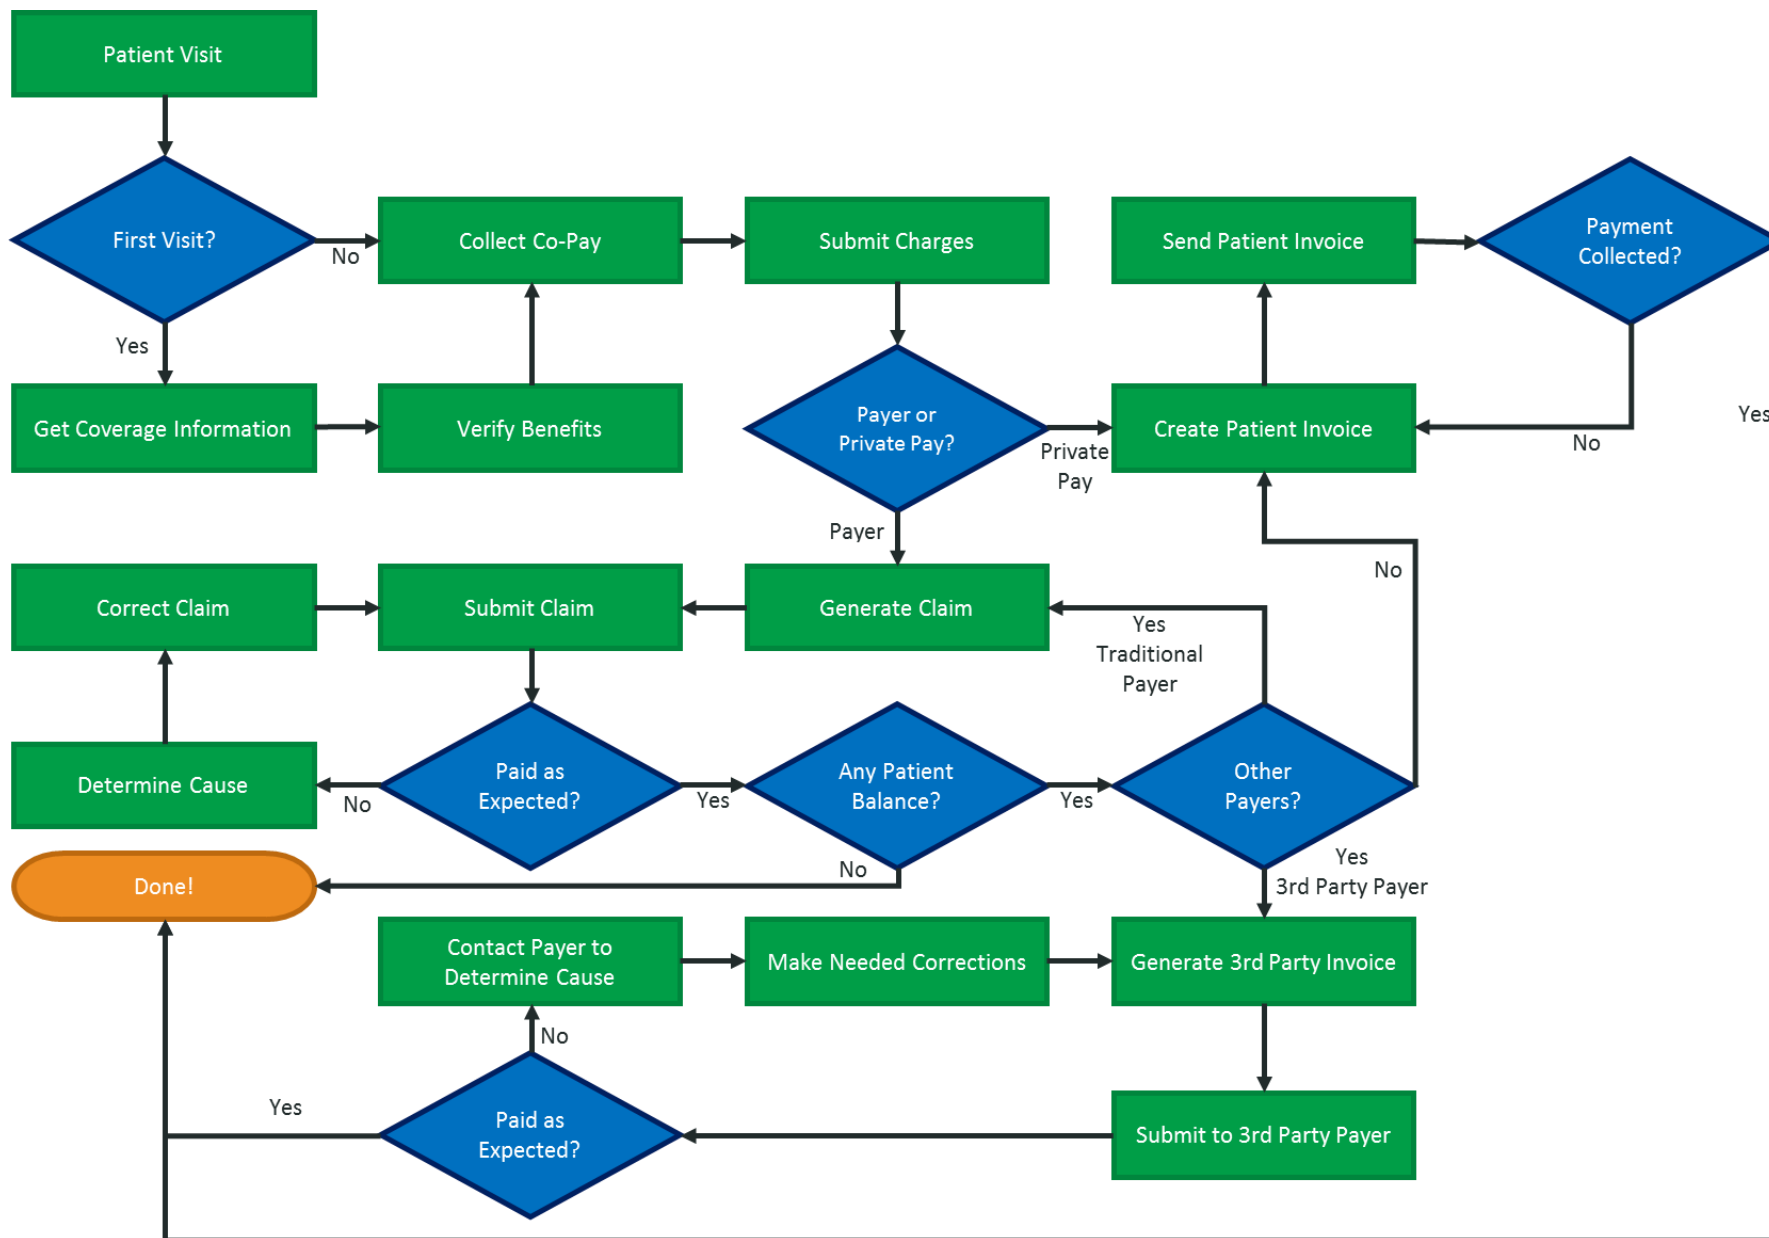 Patient Visit
First Visit?
No
Collect Co-Pay
Submit Charges
Send Patient Invoice
Payment
Collected?
Yes
Get Coverage Information
Verify Benefits
Payer or
Private Pay?
Private
Pay
Create Patient Invoice
No
Yes
Payer
No
Correct Claim
Submit Claim
Generate Claim
Yes
Traditional
Payer
Determine Cause
No
Paid as
Expected?
Yes
Any Patient
Balance?
Yes
Other
Payers?
Done!
No
Yes
3rd Party Payer
Contact Payer to
Determine Cause
Make Needed Corrections
Generate 3rd Party Invoice
No
Yes
Paid as
Expected?
Submit to 3rd Party Payer